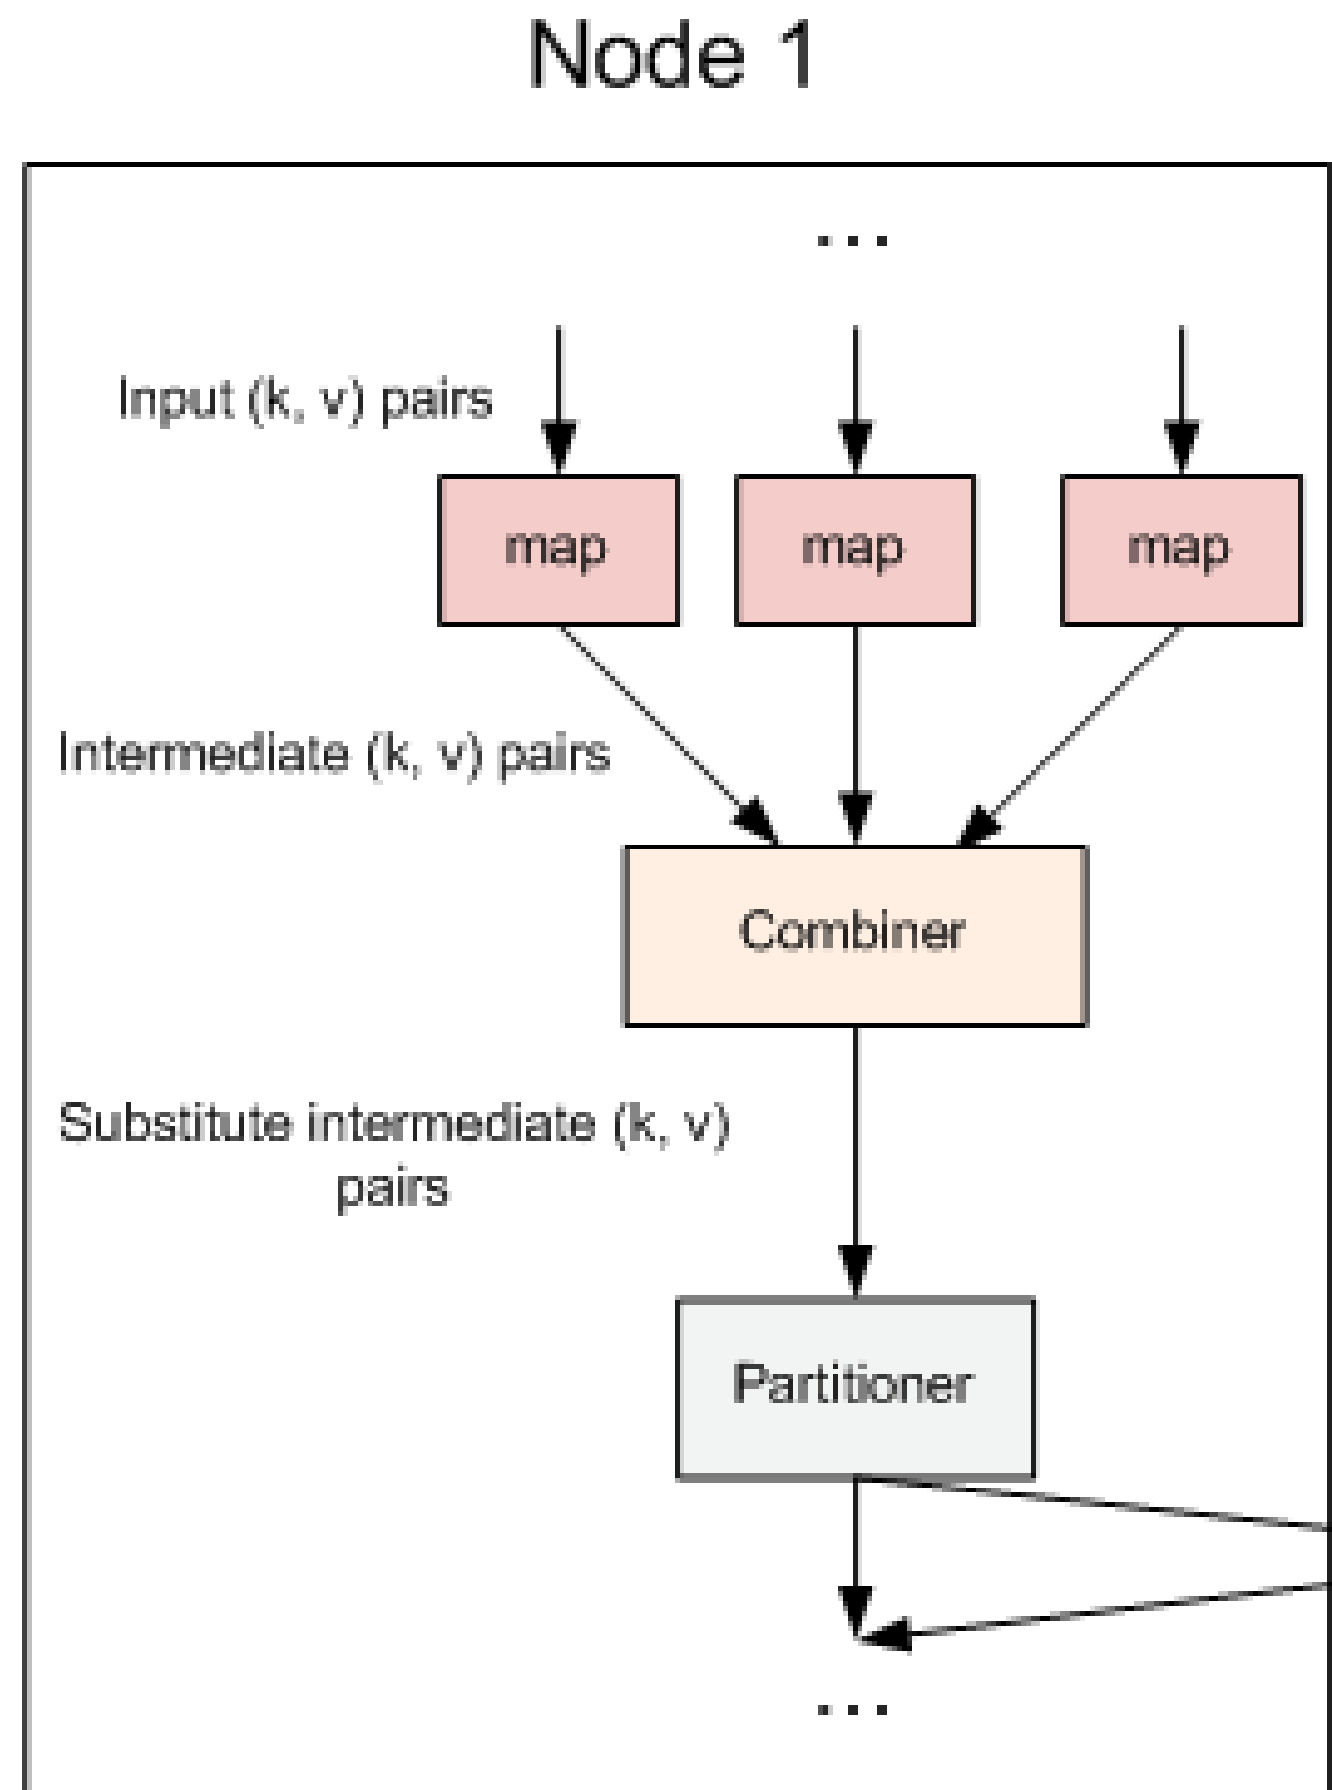 Node 1
...
Input (k, v) pairs
map
map
map
Intermediate (k, v) pairs
Combiner
Substitute intermediate (k, v)
pairs
Partitioner
...